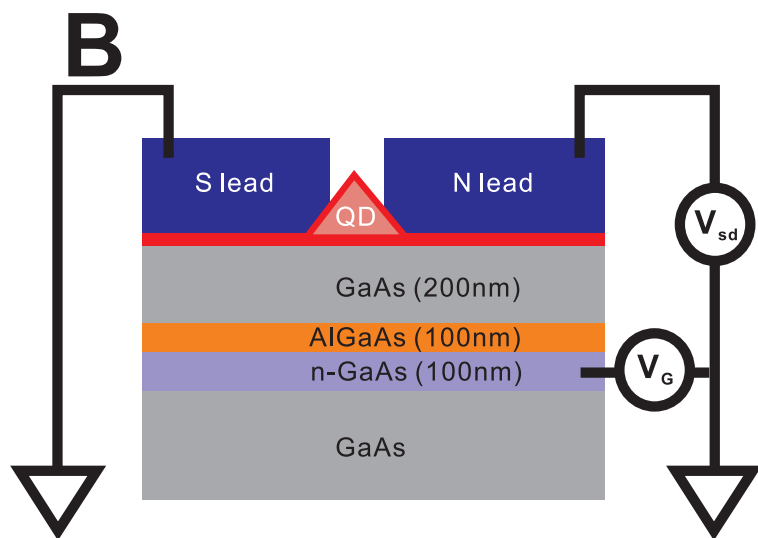 B
S lead
N lead
QD
V sd
GaAs (200nm)
AlGaAs (100nm)
n-GaAs (100nm)
V G
GaAs